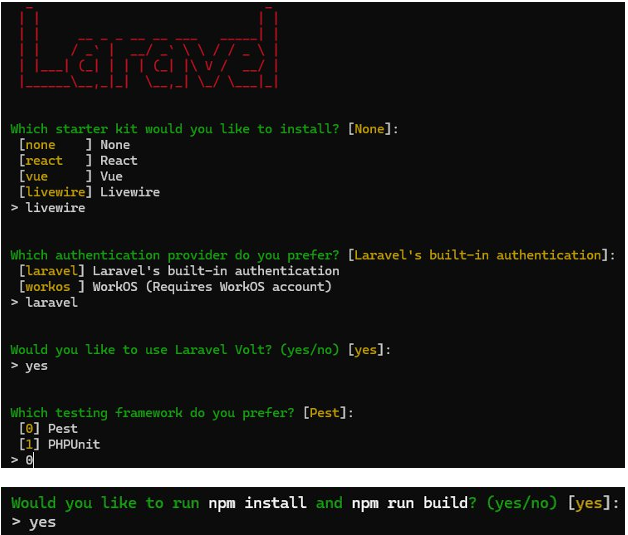 Laravel
Which starter kit would you like to install? [None]:
[none    ] None
[react   ] React
[vue     ] Vue
[livewire] Livewire
> livewire
Which authentication provider do you prefer? [Laravel's built-in authentication]:
[laravel] Laravel's built-in authentication
[workos ] WorkOS (Requires WorkOS account)
> laravel
Would you like to use Laravel Volt? (yes/no) [yes]:
> yes
Which testing framework do you prefer? [Pest]:
[0] Pest
[1] PHPUnit
> 0
Would you like to run npm install and npm run build? (yes/no) [yes]:
> yes